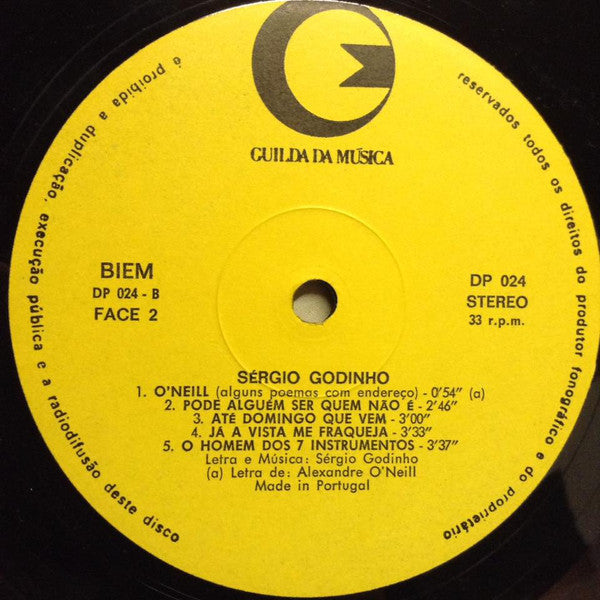 GUILDA DA MÚSICA
é proibida a duplicação, execução pública e a radiodifusão deste disco
reservados todos os direitos do produtor fonográfico e do proprietário
BIEM
DP 024 - B
FACE 2
DP 024
STEREO
33 r.p.m.
SÉRGIO GODINHO
1. O'NEILL (alguns poemas com endereço) - 0'54" (a)
2. PODE ALGUÉM SER QUEM NÃO É - 2'46"
3. ATÉ DOMINGO QUE VEM - 3'00"
4. JÁ A VISTA ME FRAQUEJA - 3'33"
5. O HOMEM DOS 7 INSTRUMENTOS - 3'37"
Letra e Música: Sérgio Godinho
(a) Letra de: Alexandre O'Neill
Made in Portugal